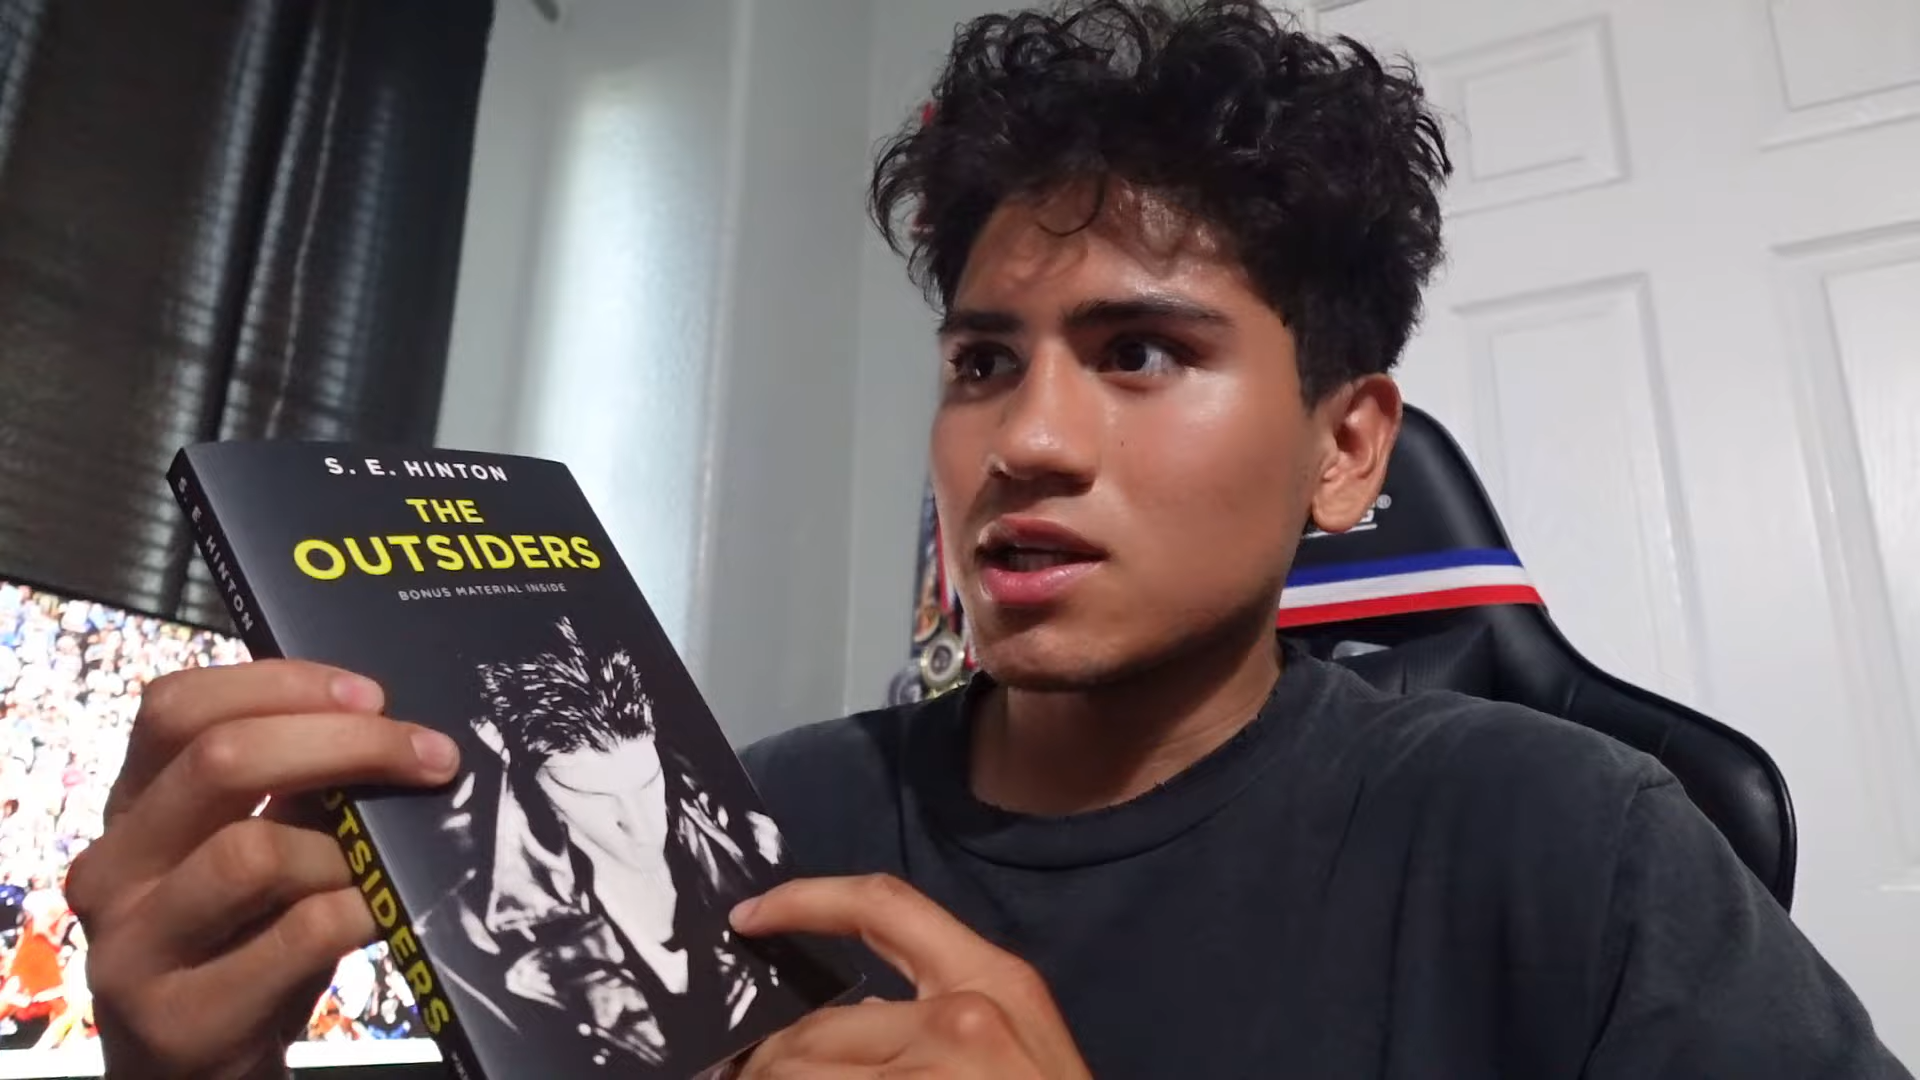 S. E. HINTON
THE
OUTSIDERS
BONUS MATERIAL INSIDE
S. E. HINTON
OUTSIDERS